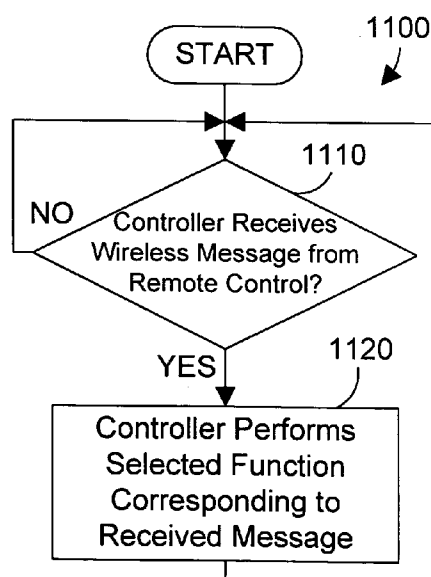 1100
START
1110
NO
Controller Receives
Wireless Message from
Remote Control?
YES
1120
Controller Performs
Selected Function
Corresponding to
Received Message